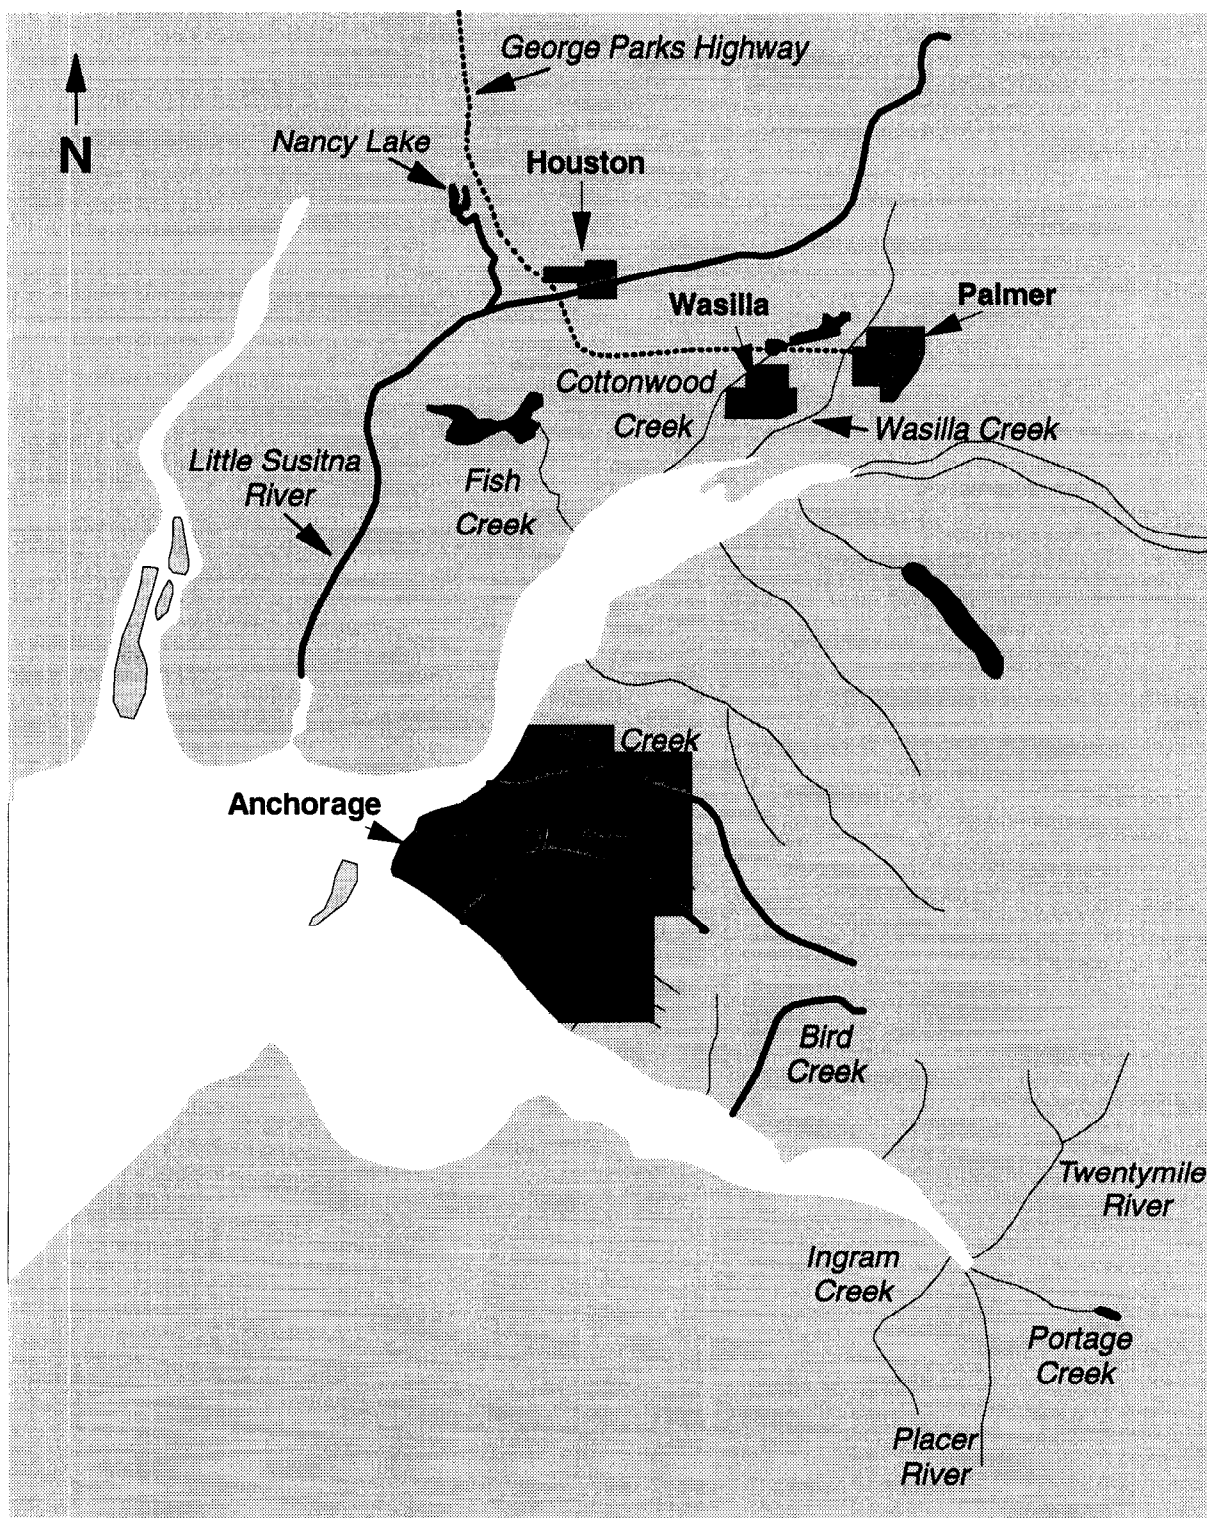 George Parks Highway
N
Nancy Lake
Houston
Wasilla
Palmer
Cottonwood
Creek
Wasilla Creek
Little Susitna
River
Fish
Creek
Creek
Anchorage
Bird
Creek
Twentymile
River
Ingram
Creek
Portage
Creek
Placer
River